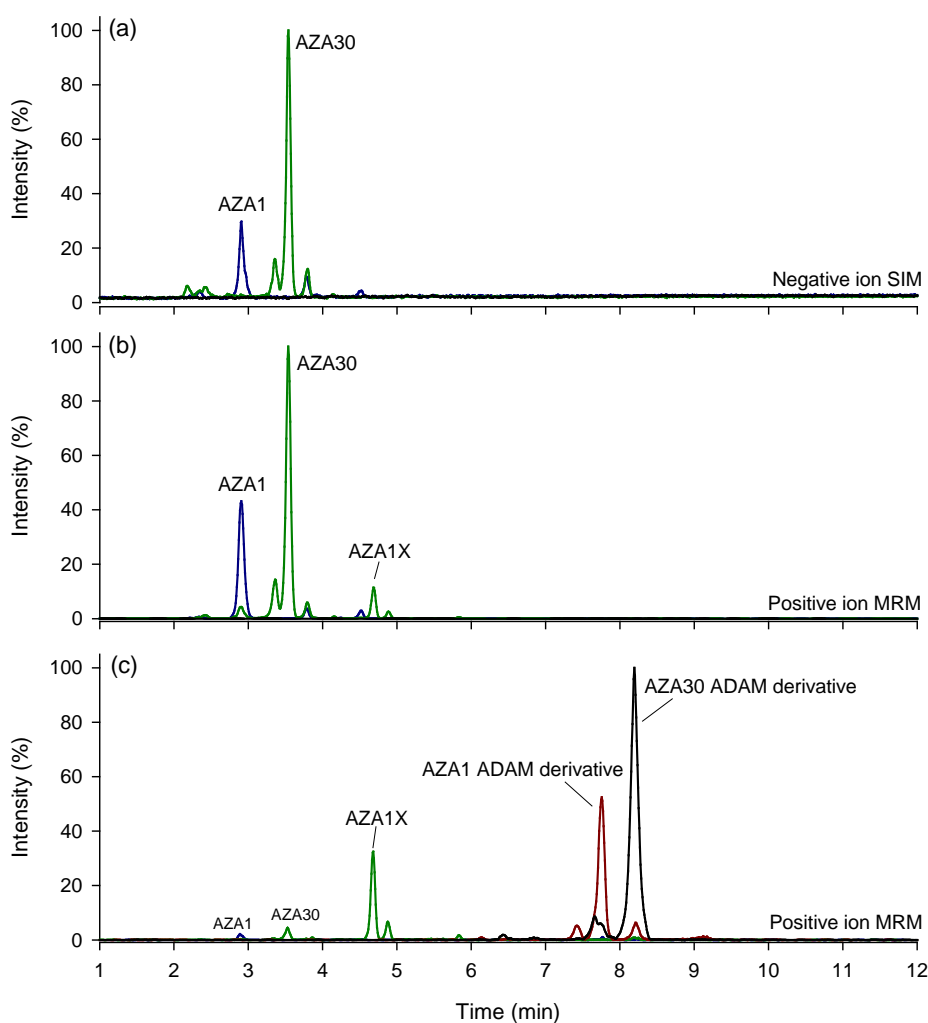 (a)
100
AZA30
80
60
40
AZA1
20
Negative ion SIM
0
Intensity (%)
(b)
100
AZA30
80
60
AZA1
40
AZA1X
20
Positive ion MRM
0
Intensity (%)
(c)
100
AZA30 ADAM derivative
80
AZA1 ADAM derivative
60
AZA1X
40
20
AZA1
AZA30
Positive ion MRM
0
Intensity (%)
1 2 3 4 5 6 7 8 9 10 11 12
Time (min)